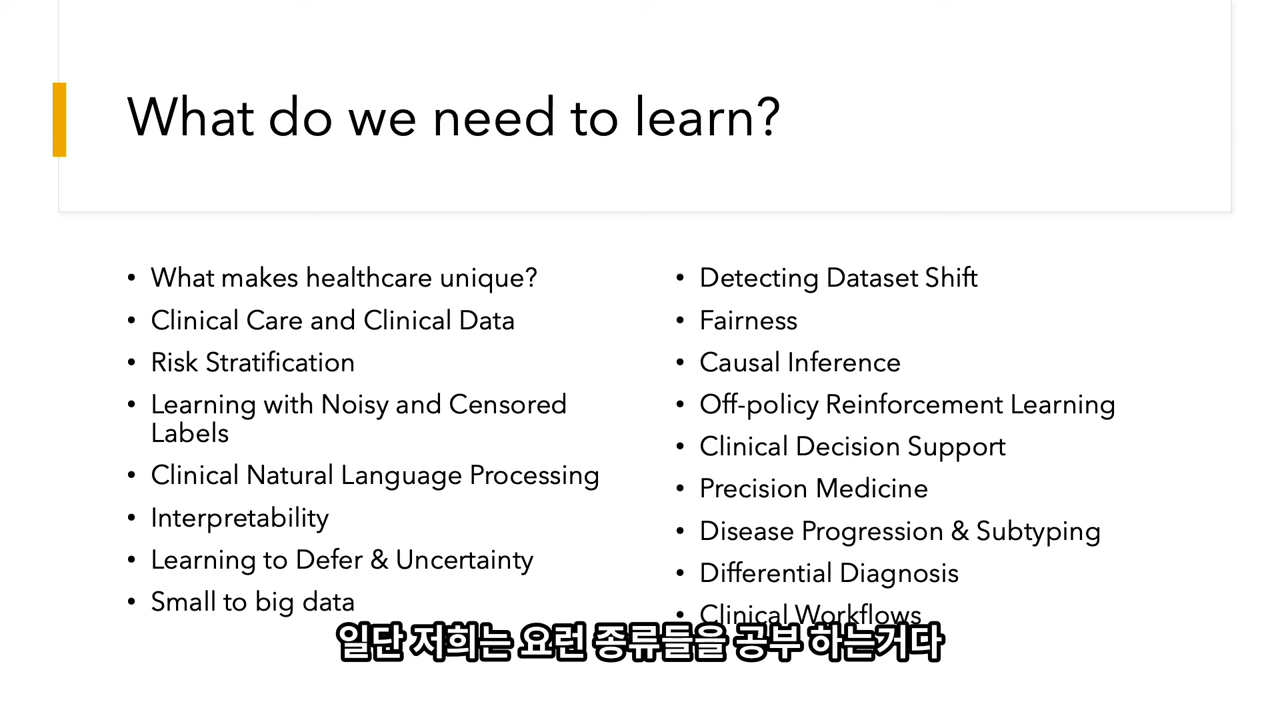 What do we need to learn?
• What makes healthcare unique?
• Clinical Care and Clinical Data
• Risk Stratification
• Learning with Noisy and Censored
Labels
• Clinical Natural Language Processing
• Interpretability
• Learning to Defer & Uncertainty
• Small to big data
• Detecting Dataset Shift
• Fairness
• Causal Inference
• Off-policy Reinforcement Learning
• Clinical Decision Support
• Precision Medicine
• Disease Progression & Subtyping
• Differential Diagnosis
• Clinical Workflows
일단 저희는 요런 종류들을 공부 하는거다